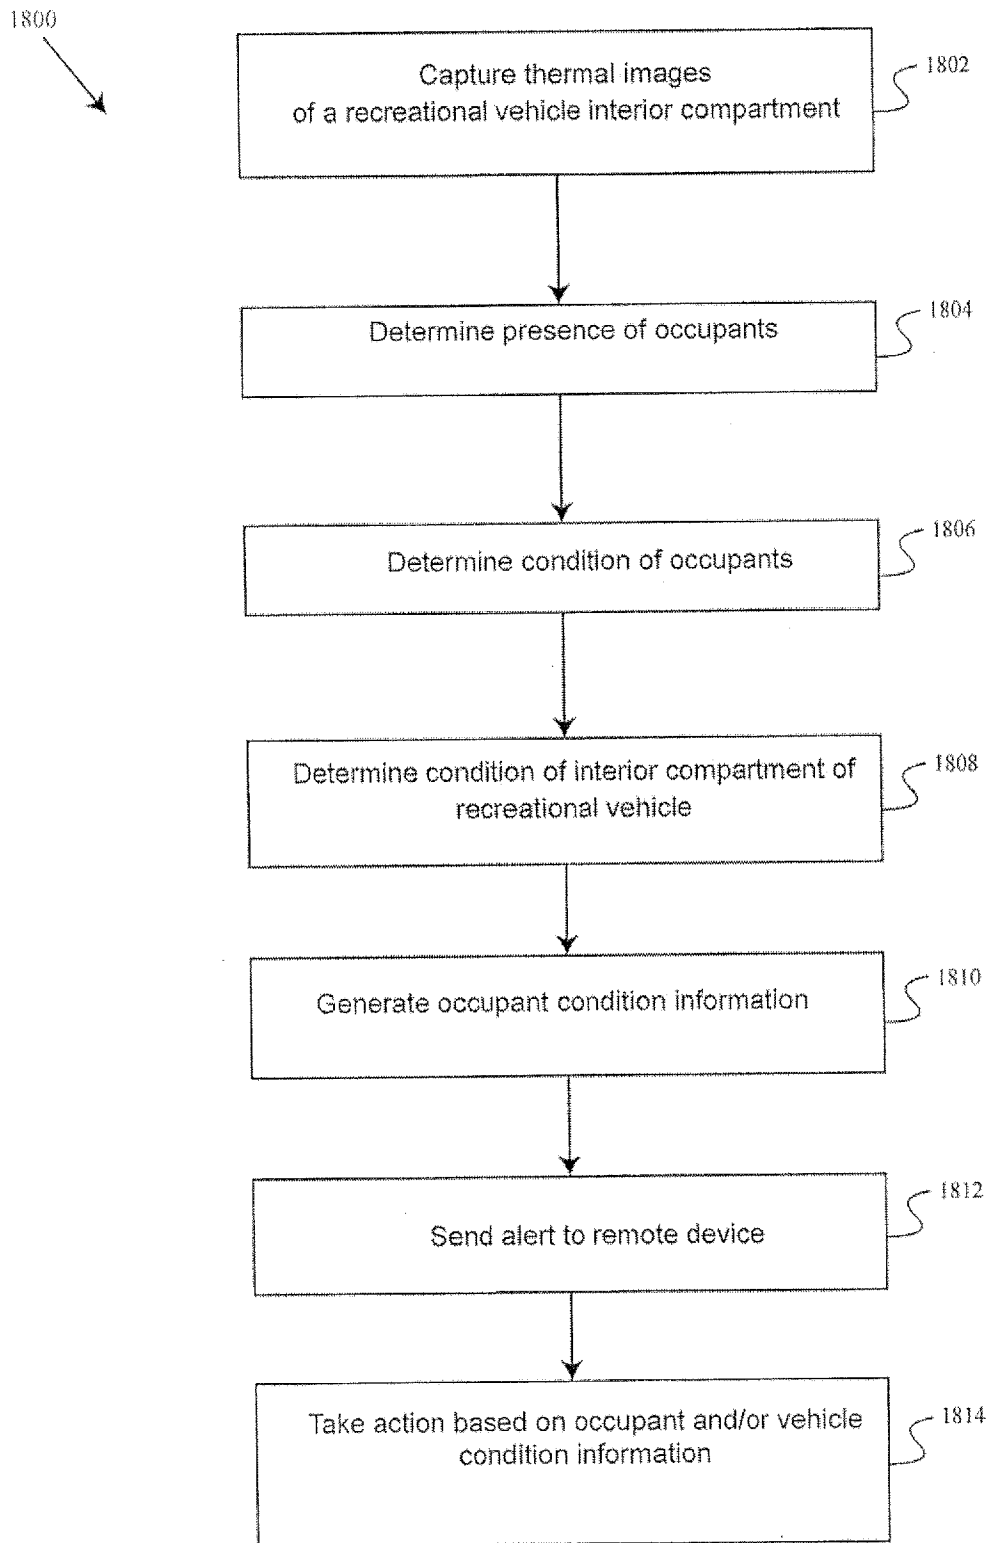 1800
Capture thermal images
of a recreational vehicle interior compartment
1802
Determine presence of occupants
1804
Determine condition of occupants
1806
Determine condition of interior compartment of
recreational vehicle
1808
Generate occupant condition information
1810
Send alert to remote device
1812
Take action based on occupant and/or vehicle
condition information
1814